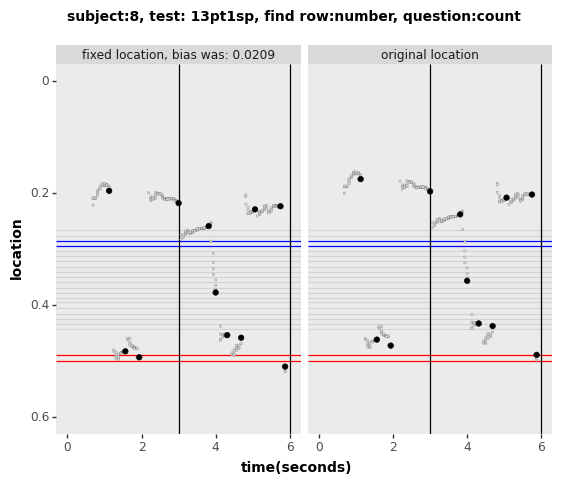 subject:8, test: 13pt1sp, find row:number, question:count
fixed location, bias was: 0.0209
original location
0
0.2
0.4
0.6
location
0 2 4 6
0 2 4 6
time(seconds)